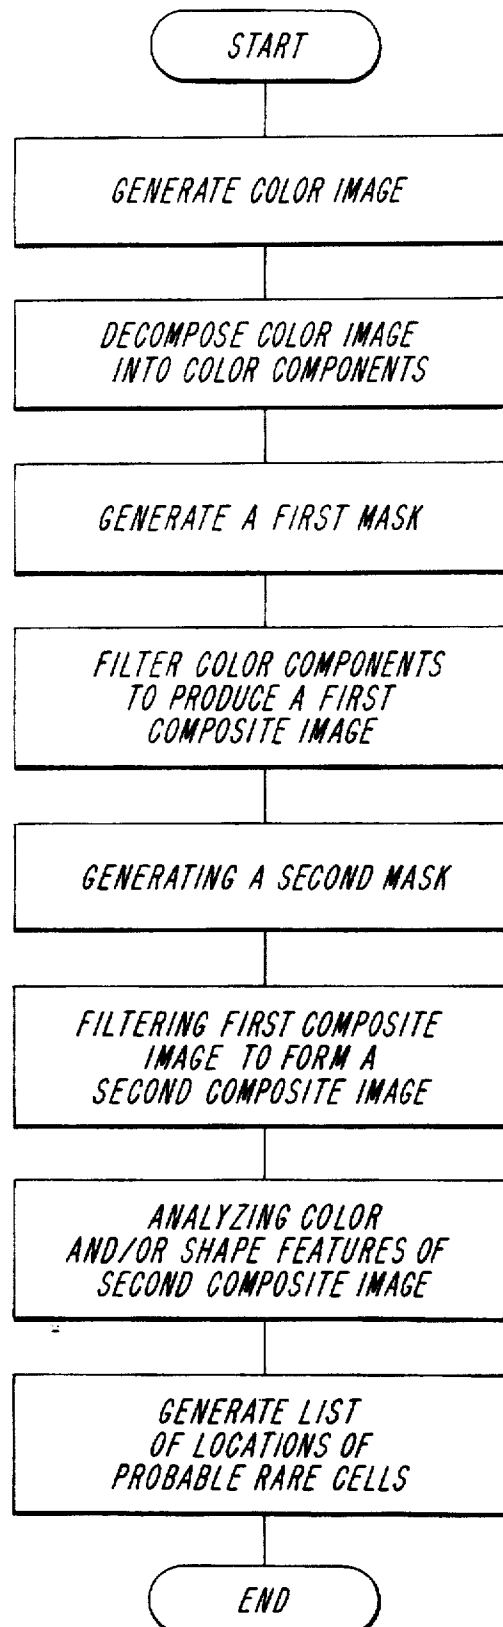 START
GENERATE COLOR IMAGE
DECOMPOSE COLOR IMAGE
INTO COLOR COMPONENTS
GENERATE A FIRST MASK
FILTER COLOR COMPONENTS
TO PRODUCE A FIRST
COMPOSITE IMAGE
GENERATING A SECOND MASK
FILTERING FIRST COMPOSITE
IMAGE TO FORM A
SECOND COMPOSITE IMAGE
ANALYZING COLOR
AND/OR SHAPE FEATURES OF
SECOND COMPOSITE IMAGE
GENERATE LIST
OF LOCATIONS OF
PROBABLE RARE CELLS
END